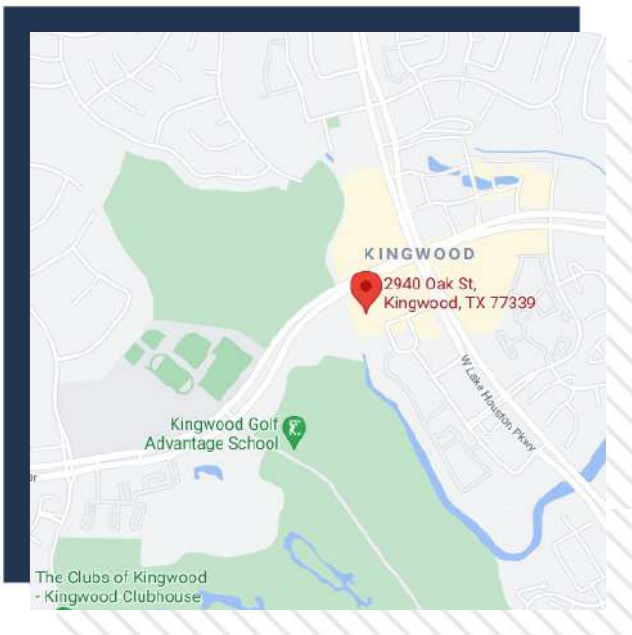 KINGWOOD
2940 Oak St,
Kingwood, TX 77339
W Lake Houston Pkwy
Kingwood Golf
Advantage School
er
The Clubs of Kingwood
- Kingwood Clubhouse